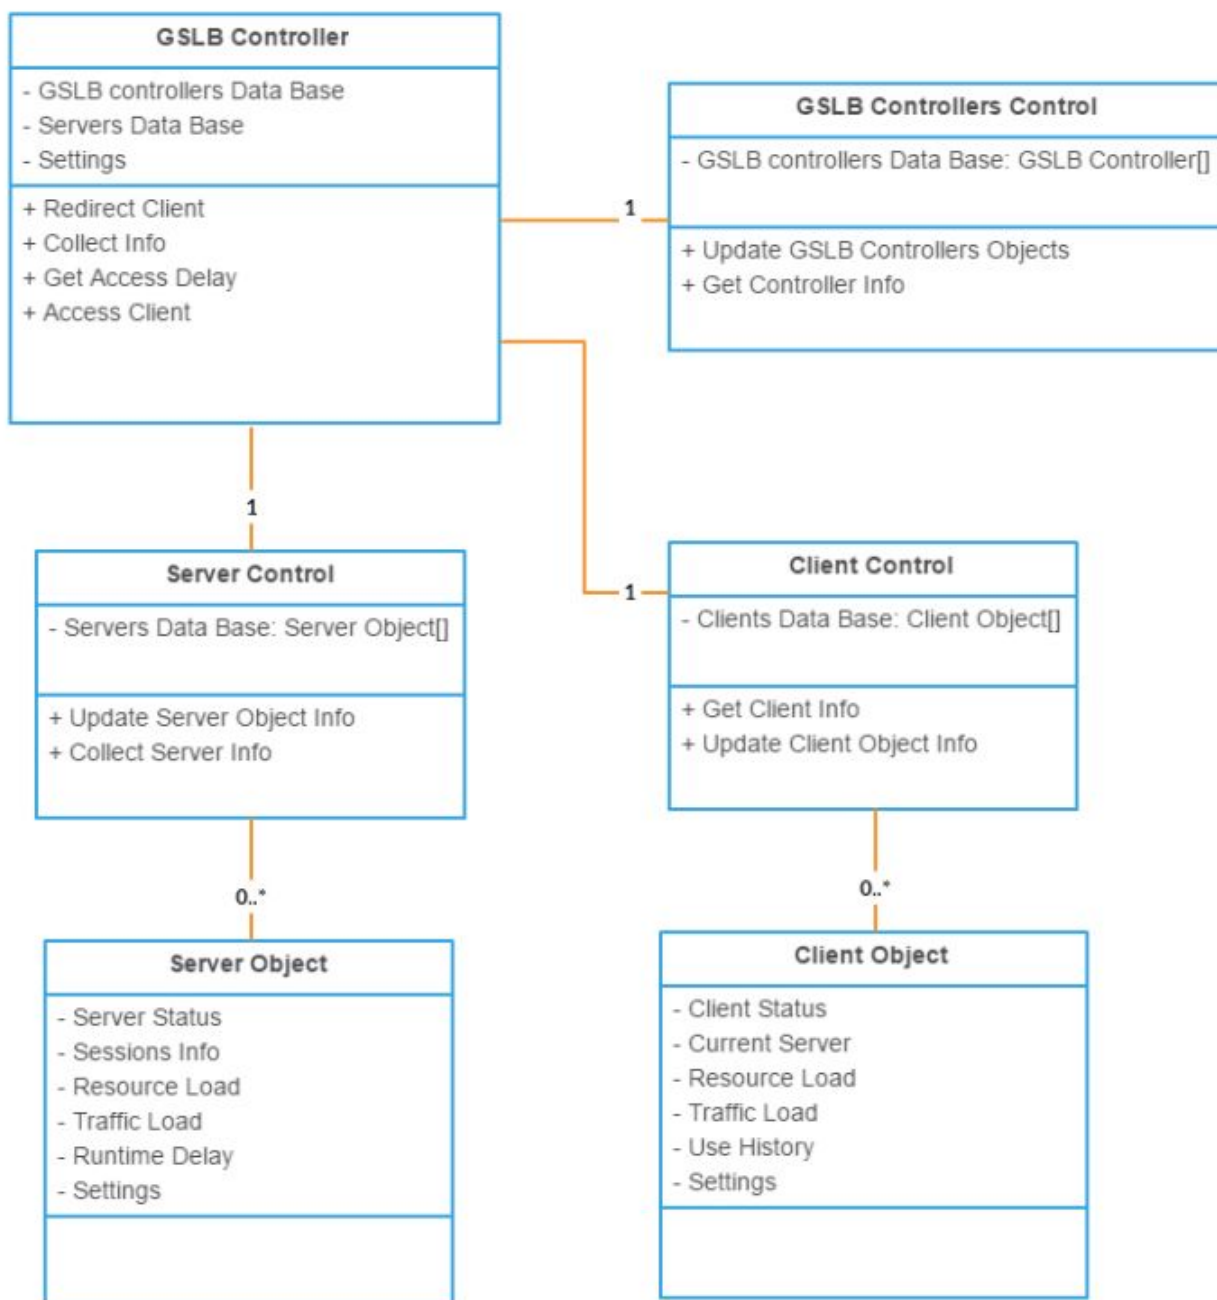 GSLB Controller
- GSLB controllers Data Base
- Servers Data Base
- Settings
+ Redirect Client
+ Collect Info
+ Get Access Delay
+ Access Client
1
GSLB Controllers Control
- GSLB controllers Data Base: GSLB Controller[]
+ Update GSLB Controllers Objects
+ Get Controller Info
1
Server Control
- Servers Data Base: Server Object[]
+ Update Server Object Info
+ Collect Server Info
1
Client Control
- Clients Data Base: Client Object[]
+ Get Client Info
+ Update Client Object Info
0..*
Server Object
- Server Status
- Sessions Info
- Resource Load
- Traffic Load
- Runtime Delay
- Settings
0..*
Client Object
- Client Status
- Current Server
- Resource Load
- Traffic Load
- Use History
- Settings